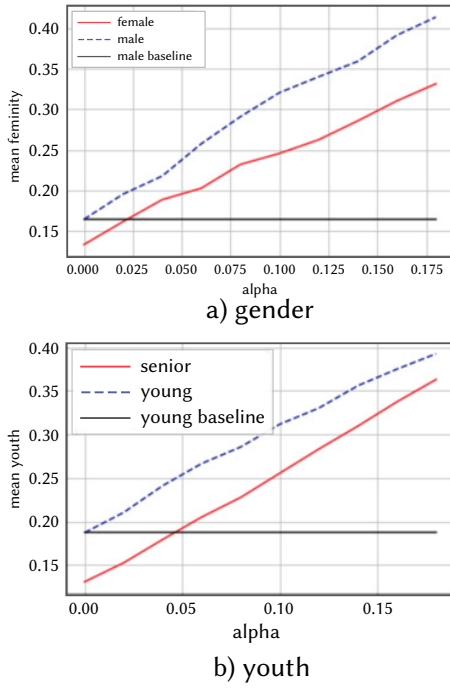 female
male
male baseline
0.40
0.35
0.30
0.25
0.20
0.15
mean feminity
0.000 0.025 0.050 0.075 0.100 0.125 0.150 0.175
alpha
a) gender
senior
young
young baseline
0.40
0.35
0.30
0.25
0.20
0.15
mean youth
0.00 0.05 0.10 0.15
alpha
b) youth